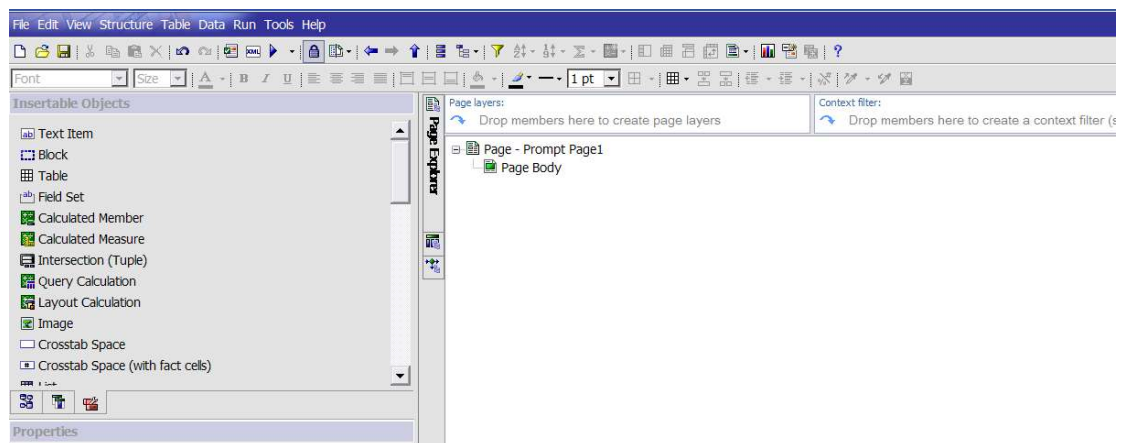 File Edit View Structure Table Data Run Tools Help
Font Size A B I U 1 pt
Insertable Objects
Text Item
Block
Table
Field Set
Calculated Member
Calculated Measure
Intersection (Tuple)
Query Calculation
Layout Calculation
Image
Crosstab Space
Crosstab Space (with fact cells)
Properties
Page Explorer
Page layers:
Drop members here to create page layers
Context filter:
Drop members here to create a context filter (s
Page - Prompt Page1
Page Body